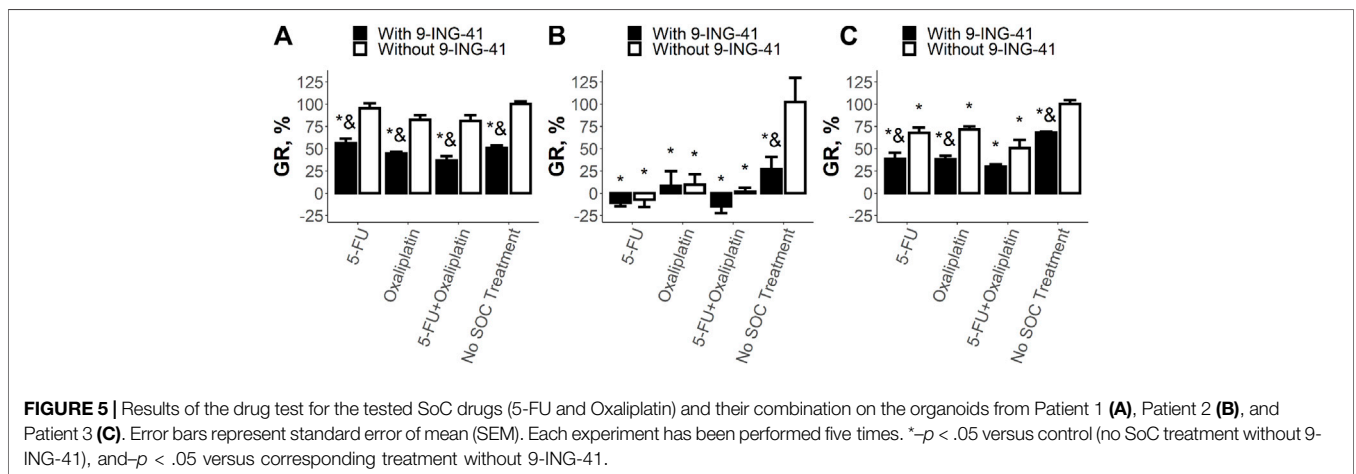 A B C
With 9-ING-41 With 9-ING-41 With 9-ING-41
Without 9-ING-41 Without 9-ING-41 Without 9-ING-41
GR, %
125
100
75
50
25
0
-25
*& *& *& *&
5-FU
Oxaliplatin
5-FU+Oxaliplatin
No SOC Treatment
GR, %
125
100
75
50
25
0
-25
* * * * * * *&
5-FU
Oxaliplatin
5-FU+Oxaliplatin
No SOC Treatment
GR, %
125
100
75
50
25
0
-25
*& * *& * * * *&
5-FU
Oxaliplatin
5-FU+Oxaliplatin
No SOC Treatment
FIGURE 5 | Results of the drug test for the tested SoC drugs (5-FU and Oxaliplatin) and their combination on the organoids from Patient 1 (A), Patient 2 (B), and
Patient 3 (C). Error bars represent standard error of mean (SEM). Each experiment has been performed five times. *–p < .05 versus control (no SoC treatment without 9-
ING-41), and–p < .05 versus corresponding treatment without 9-ING-41.